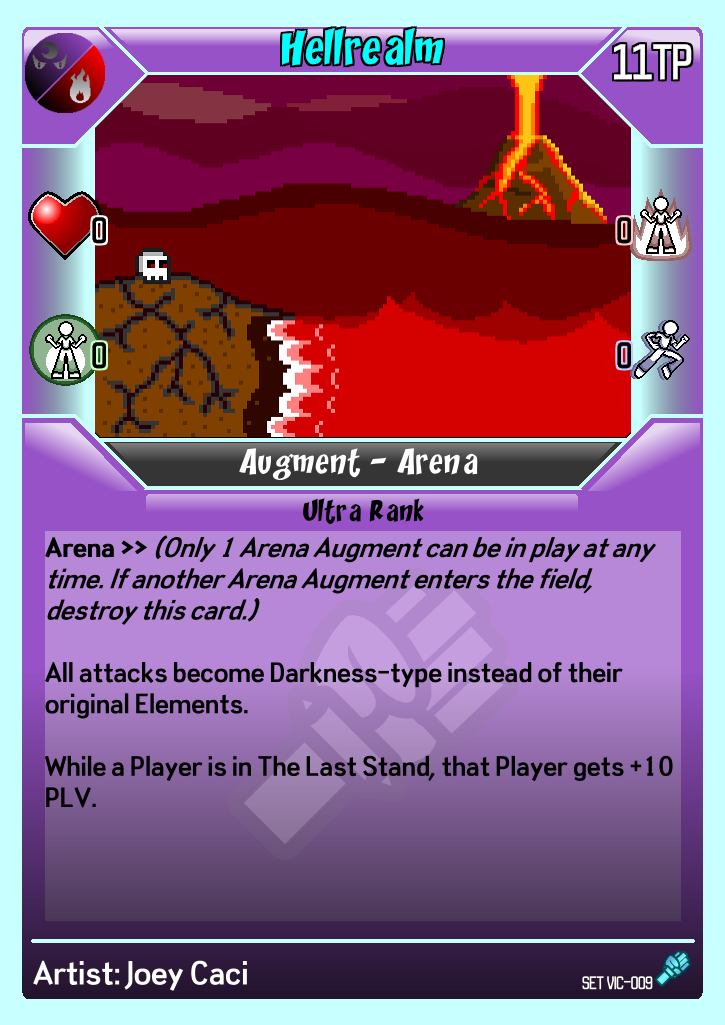 Hellrealm
11TP
0
0
0
0
Augment - Arena
Ultra Rank
Arena >> (Only 1 Arena Augment can be in play at any
time. If another Arena Augment enters the field,
destroy this card.)
All attacks become Darkness-type instead of their
original Elements.
While a Player is in The Last Stand, that Player gets +10
PLV.
Artist: Joey Caci
SET VIC-009